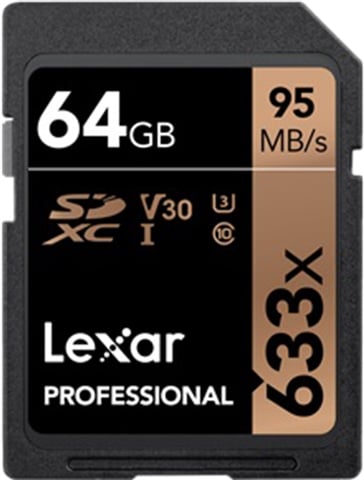 64GB
95
MB/s
SD XC I
V30
3
10
633x
Lexar
PROFESSIONAL